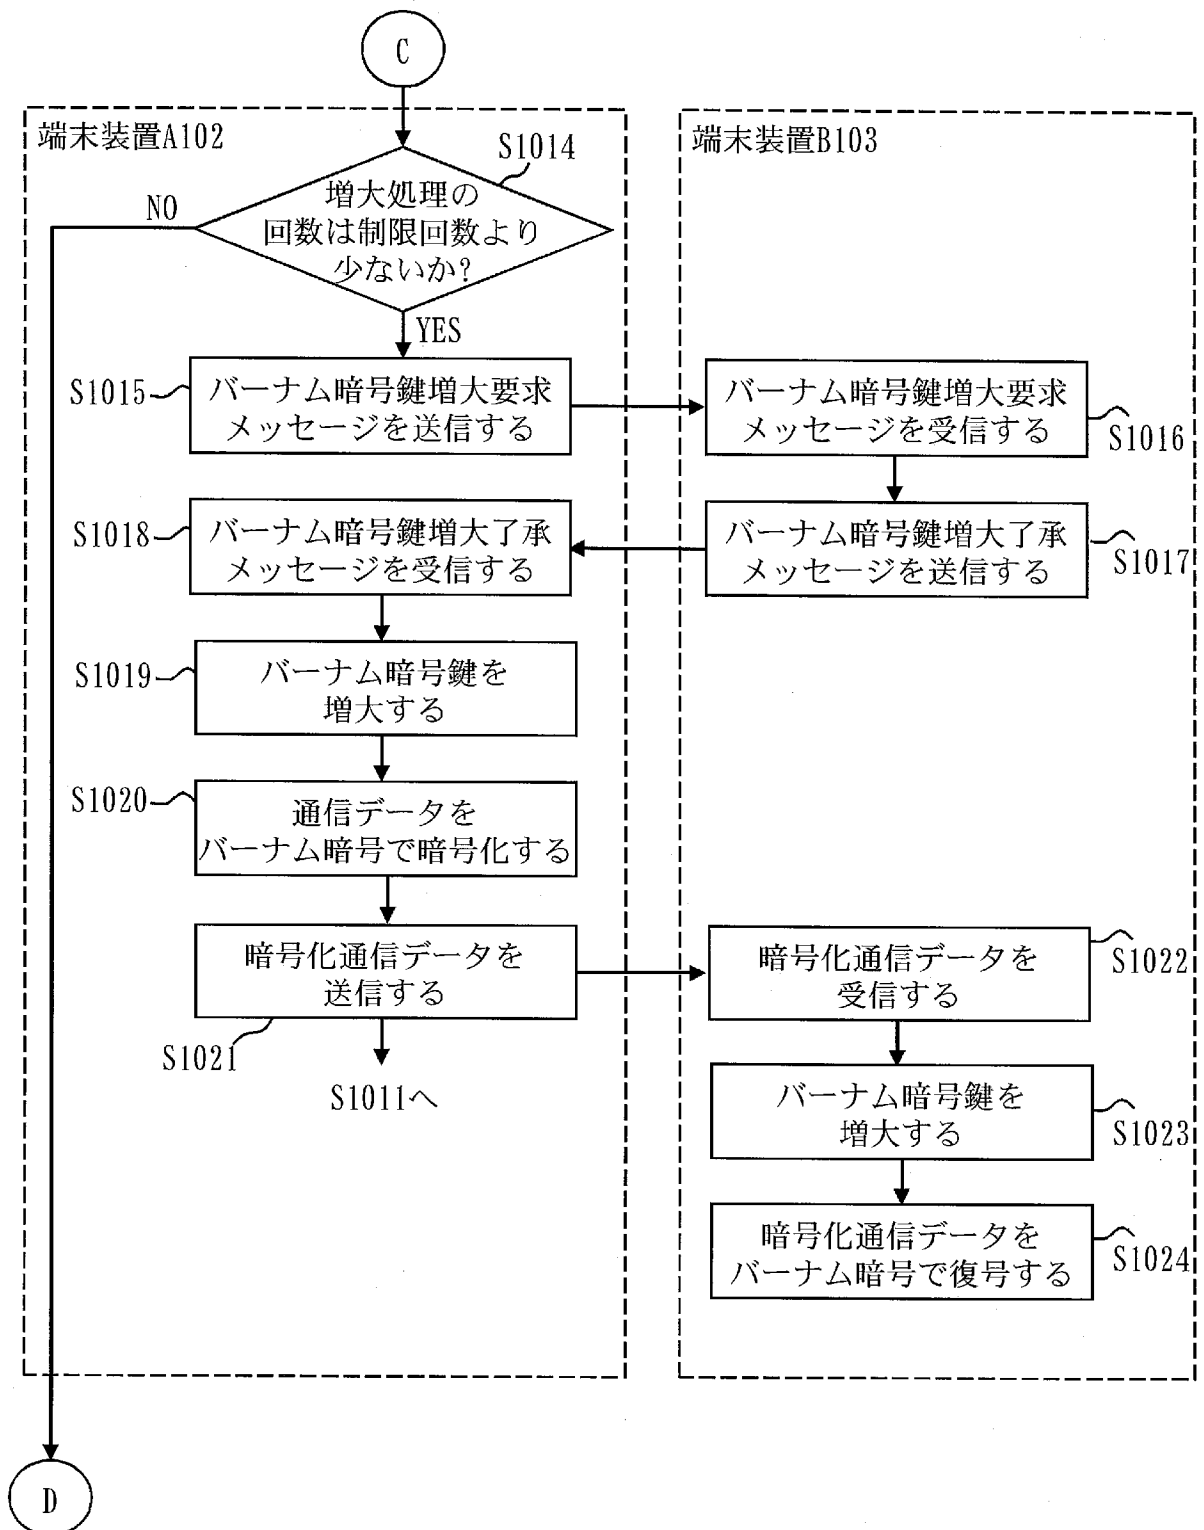 C
端末装置A102
端末装置B103
S1014
増大処理の
回数は制限回数より
少ないか?
NO
YES
S1015
バーナム暗号鍵増大要求
メッセージを送信する
バーナム暗号鍵増大要求
メッセージを受信する
S1016
S1018
バーナム暗号鍵増大了承
メッセージを受信する
バーナム暗号鍵増大了承
メッセージを送信する
S1017
S1019
バーナム暗号鍵を
増大する
S1020
通信データを
バーナム暗号で暗号化する
暗号化通信データを
送信する
S1021
S1011へ
暗号化通信データを
受信する
S1022
バーナム暗号鍵を
増大する
S1023
暗号化通信データを
バーナム暗号で復号する
S1024
D